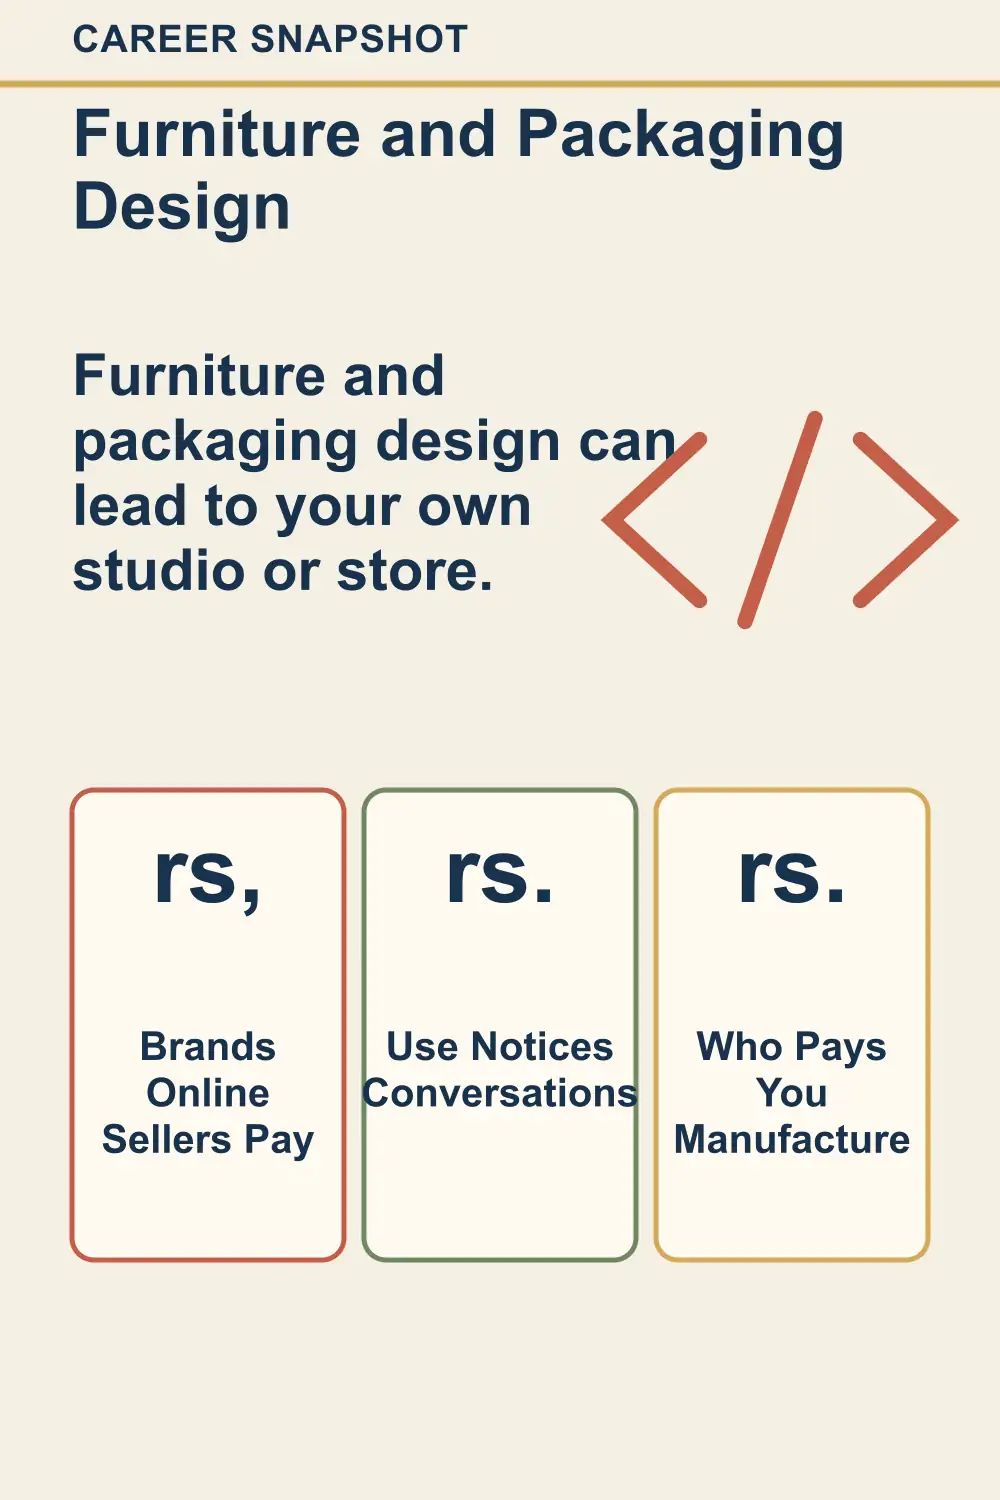 CAREER SNAPSHOT
Furniture and Packaging
Design
Furniture and
packaging design can
lead to your own
studio or store.
</>
rs,
Brands
Online
Sellers Pay
rs.
Use Notices
Conversations
rs.
Who Pays
You
Manufacture